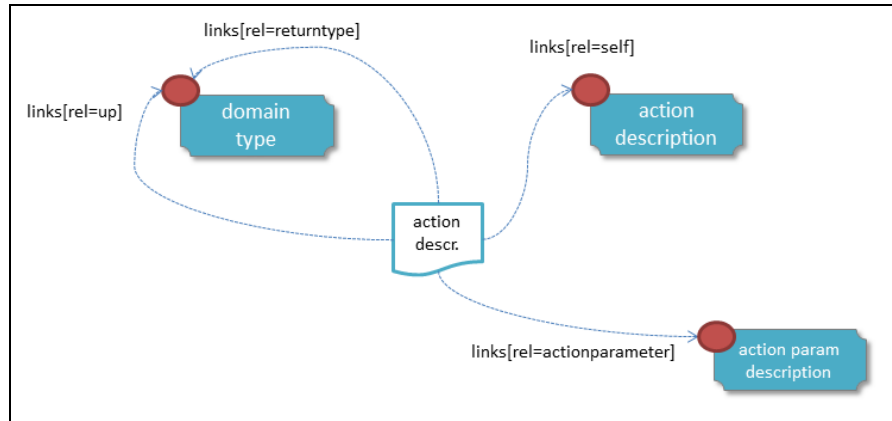 links[rel=returntype]
links[rel=self]
links[rel=up]
domain
type
action
description
action
descr.
links[rel=actionparameter]
action param
description